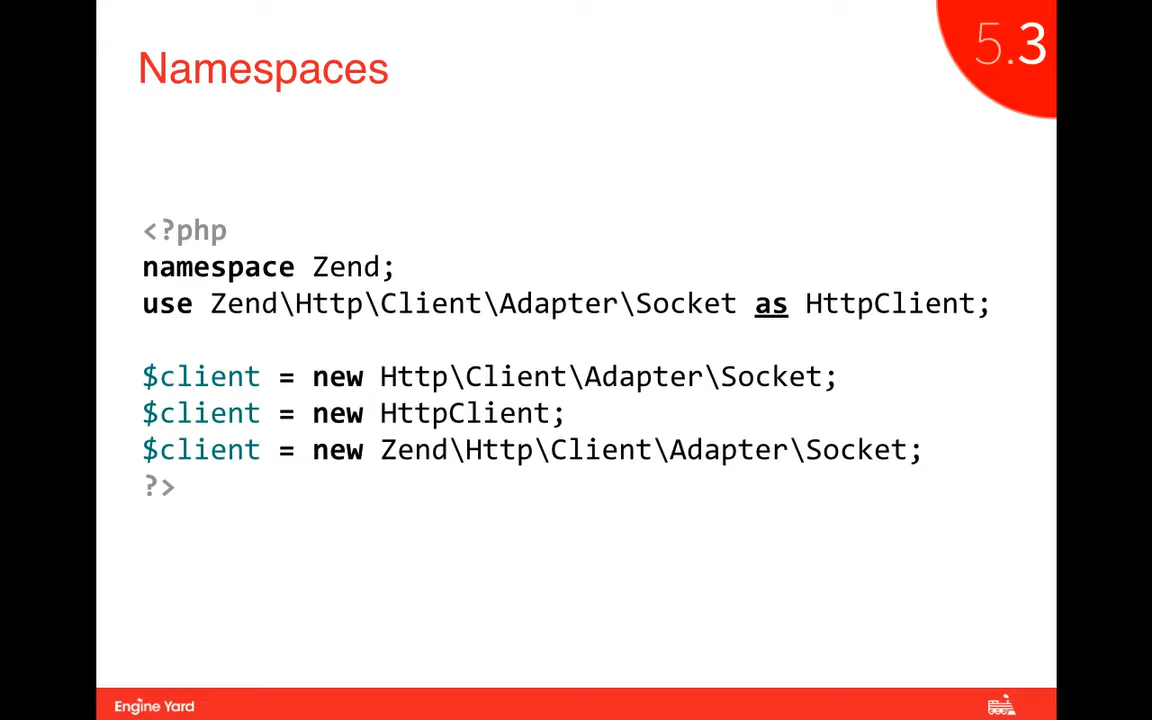 Namespaces
5.3
<?php
namespace Zend;
use Zend\Http\Client\Adapter\Socket as HttpClient;
$client = new Http\Client\Adapter\Socket;
$client = new HttpClient;
$client = new Zend\Http\Client\Adapter\Socket;
?>
Engine Yard